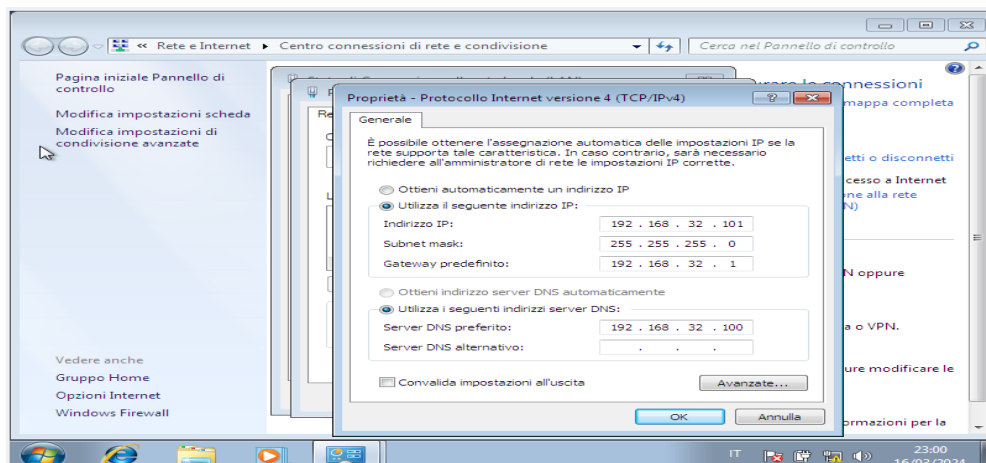 « Rete e Internet ▸ Centro connessioni di rete e condivisione
Cerca nel Pannello di controllo
Pagina iniziale Pannello di
controllo
Modifica impostazioni scheda
Modifica impostazioni di
condivisione avanzate
Vedere anche
Gruppo Home
Opzioni Internet
Windows Firewall
Proprietà - Protocollo Internet versione 4 (TCP/IPv4)
Generale
È possibile ottenere l'assegnazione automatica delle impostazioni IP se la
rete supporta tale caratteristica. In caso contrario, sarà necessario
richiedere all'amministratore di rete le impostazioni IP corrette.
Ottieni automaticamente un indirizzo IP
Utilizza il seguente indirizzo IP:
Indirizzo IP: 192 . 168 . 32 . 101
Subnet mask: 255 . 255 . 255 . 0
Gateway predefinito: 192 . 168 . 32 . 1
Ottieni indirizzo server DNS automaticamente
Utilizza i seguenti indirizzi server DNS:
Server DNS preferito: 192 . 168 . 32 . 100
Server DNS alternativo: . . .
Convalida impostazioni all'uscita
Avanzate...
OK Annulla
nnessioni
mappa completa
etti o disconnetti
cesso a Internet
ne alla rete
N)
N oppure
a o VPN.
ure modificare le
ormazioni per la
IT
23:00
16/03/2024